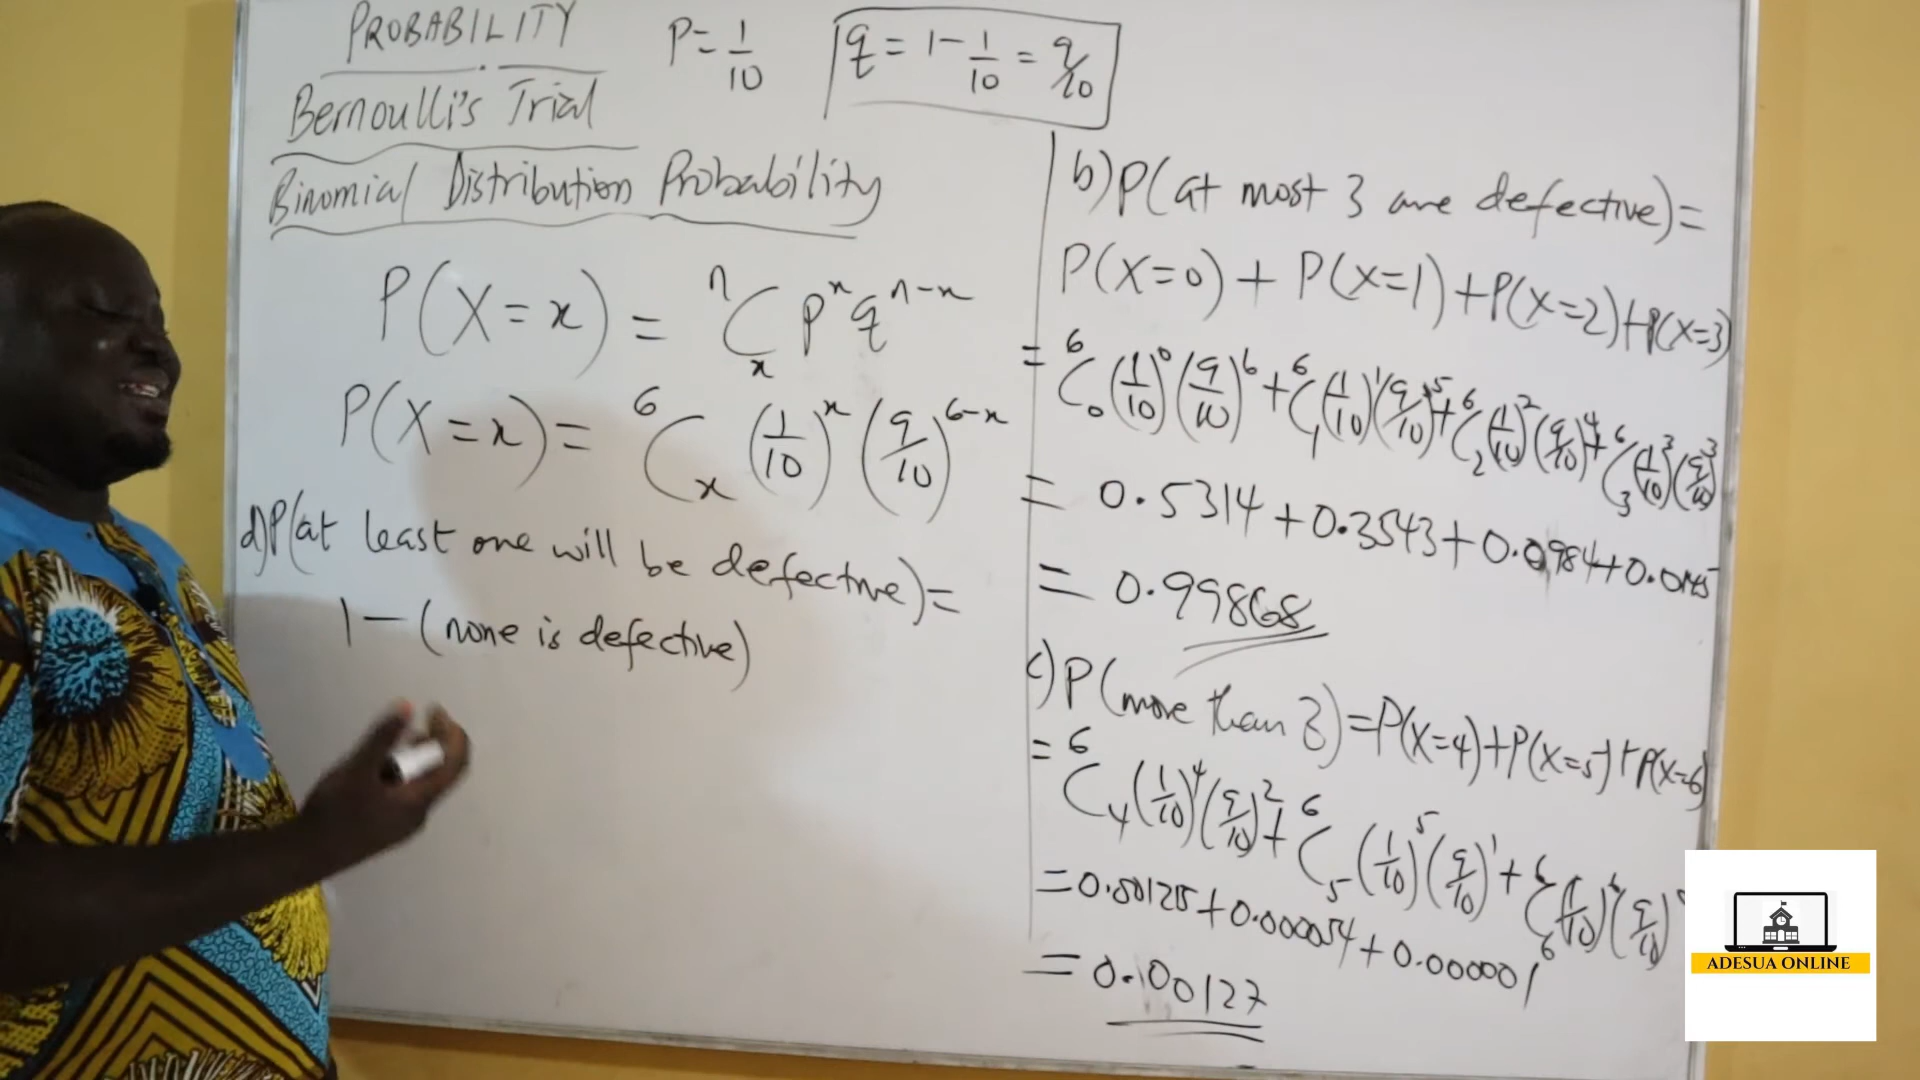 PROBABILITY
P = 1/10
q = 1 - 1/10 = 9/10
Bernoulli's Trial
Binomial Distribution Probability
P(X=x) = ⁿCₓ pˣ qⁿ⁻ˣ
P(X=x) = ⁶Cₓ (1/10)ˣ (9/10)⁶⁻ˣ
d) P(at least one will be defective) =
1 - (none is defective)
b) P(at most 3 are defective) =
P(X=0) + P(X=1) + P(X=2) + P(X=3)
= ⁶C₀ (1/10)⁰ (9/10)⁶ + ⁶C₁ (1/10)¹ (9/10)⁵ + ⁶C₂ (1/10)² (9/10)⁴ + ⁶C₃ (1/10)³ (9/10)³
= 0.5314 + 0.3543 + 0.0984 + 0.0145
= 0.99868
c) P(more than 3) = P(X=4) + P(X=5) + P(X=6)
= ⁶C₄ (1/10)⁴ (9/10)² + ⁶C₅ (1/10)⁵ (9/10)¹ + ⁶C₆ (1/10)⁶ (9/10)
= 0.00125 + 0.000054 + 0.000001
= 0.00127
ADESUA ONLINE